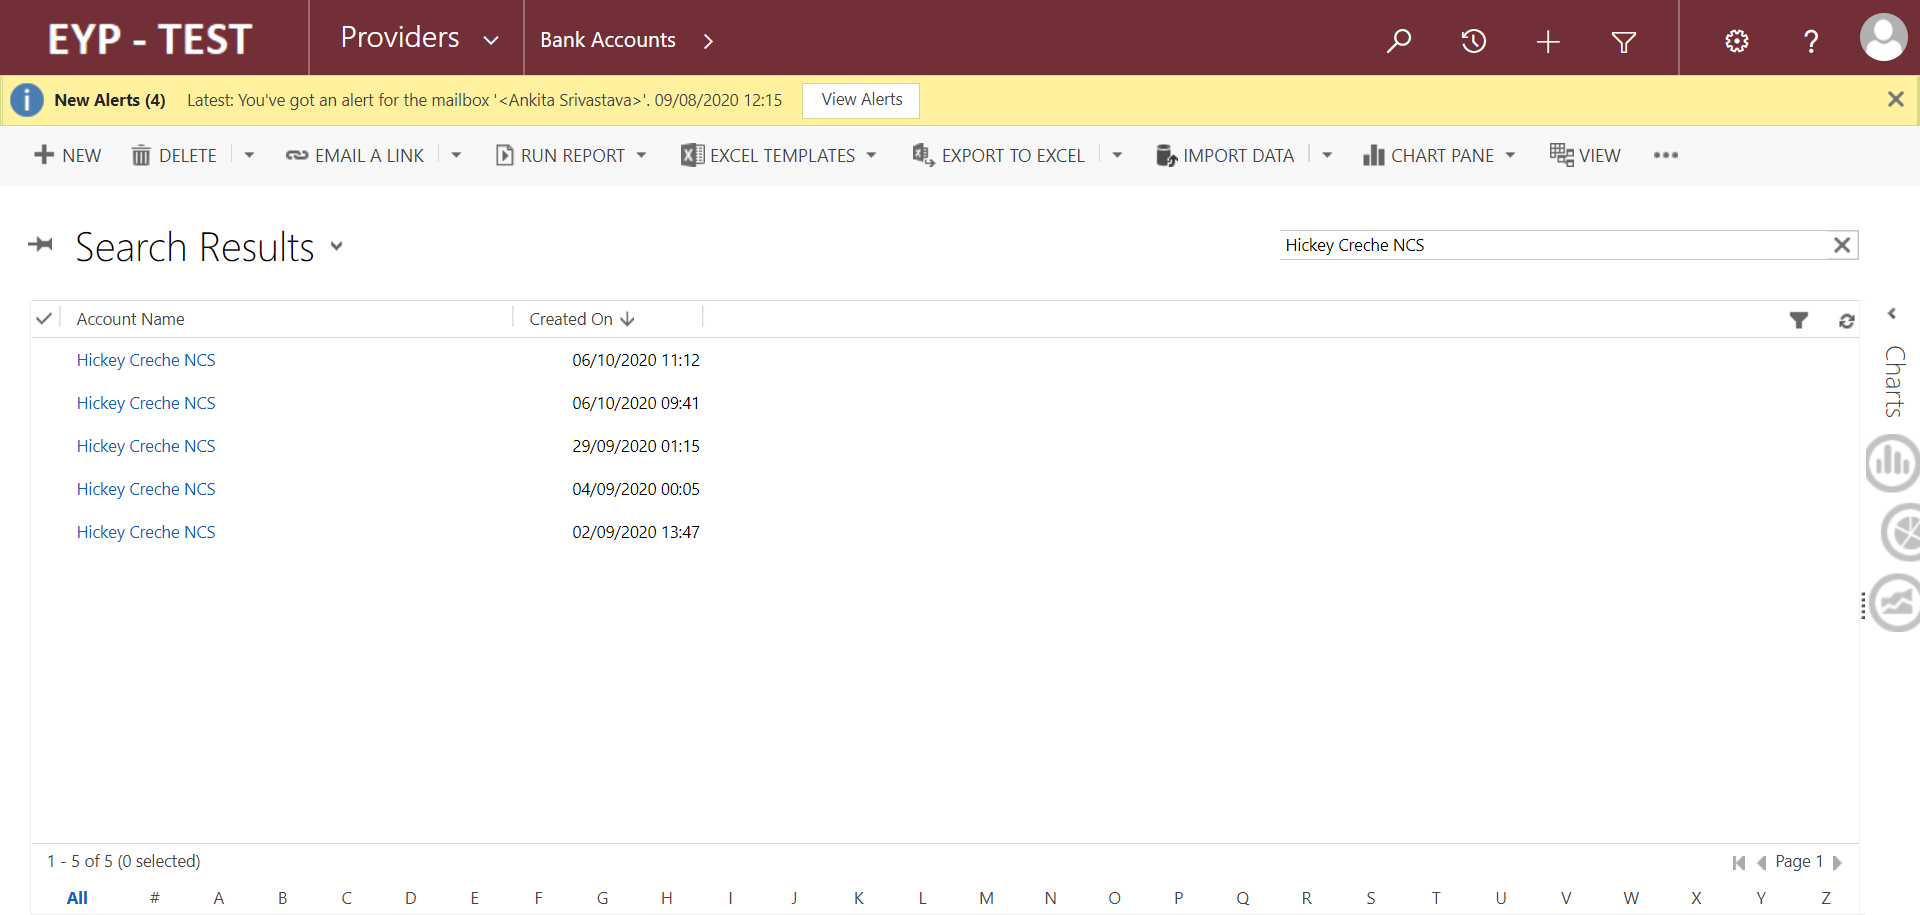 EYP - TEST
Providers
Bank Accounts
New Alerts (4) Latest: You've got an alert for the mailbox '<Ankita Srivastava>'. 09/08/2020 12:15 View Alerts
NEW DELETE EMAIL A LINK RUN REPORT EXCEL TEMPLATES EXPORT TO EXCEL IMPORT DATA CHART PANE VIEW
Search Results
Hickey Creche NCS
Account Name Created On
Hickey Creche NCS 06/10/2020 11:12
Hickey Creche NCS 06/10/2020 09:41
Hickey Creche NCS 29/09/2020 01:15
Hickey Creche NCS 04/09/2020 00:05
Hickey Creche NCS 02/09/2020 13:47
Charts
1 - 5 of 5 (0 selected) Page 1
All # A B C D E F G H I J K L M N O P Q R S T U V W X Y Z